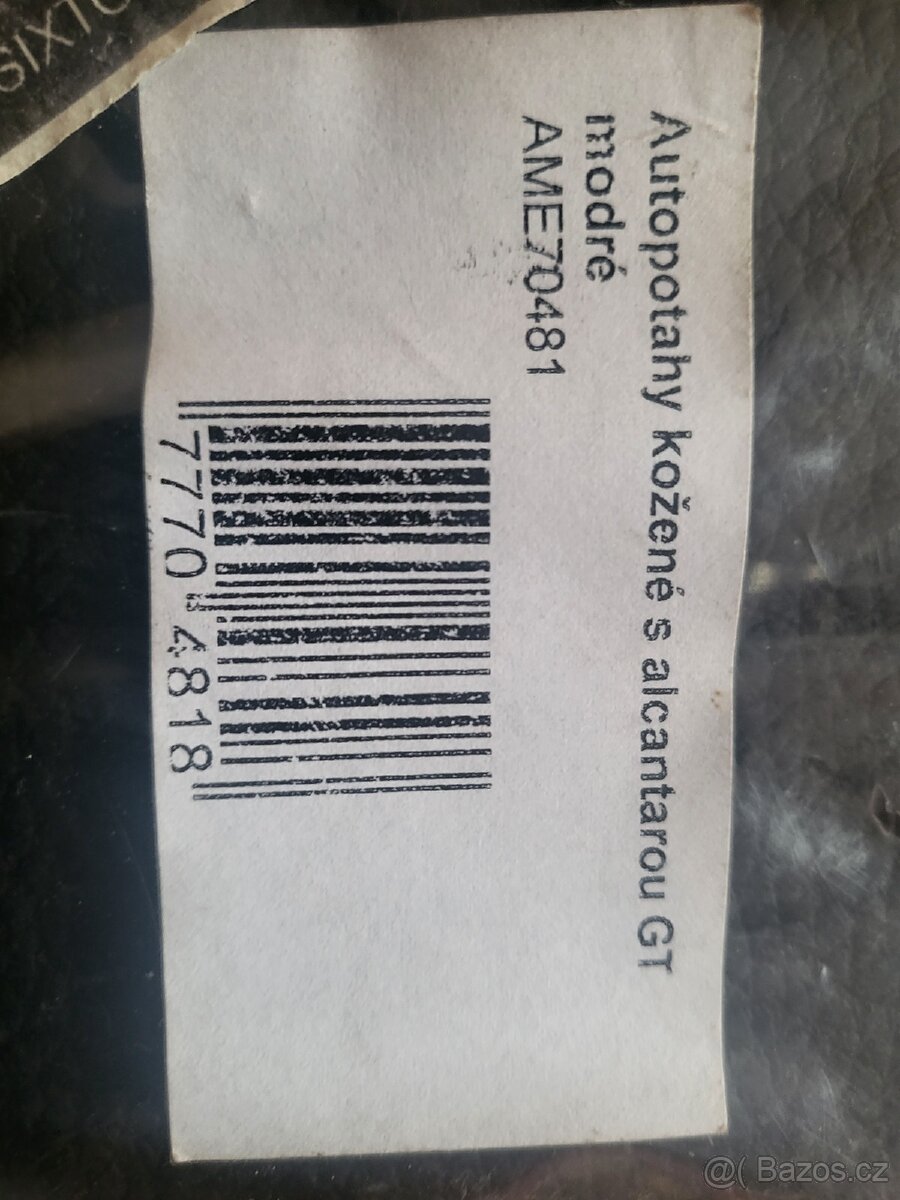 Autopotahy kožené s alcantarou GT
modré
AME70481
7770 4818
@( Bazos.cz